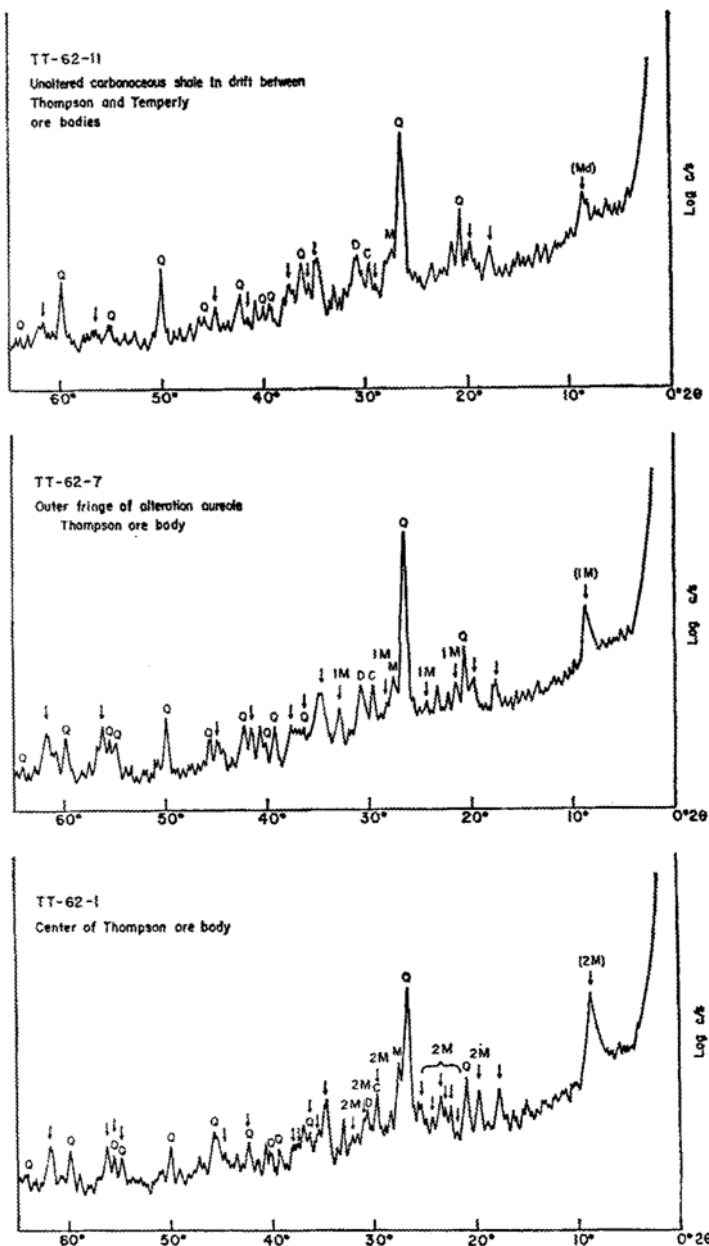 TT-62-11
Unaltered carbonaceous shale in drift between
Thompson and Temperly
ore bodies
Q Q Q Q Q Q Q Q Q D C M Q Q (Md)
Log c/s
60° 50° 40° 30° 20° 10° 0°2θ
TT-62-7
Outer fringe of alteration aureole
Thompson ore body
Q Q Q Q Q Q Q Q Q Q 1M D C 1M M Q 1M 1M Q (1M)
Log c/s
60° 50° 40° 30° 20° 10° 0°2θ
TT-62-1
Center of Thompson ore body
Q Q Q Q Q Q Q Q Q Q 2M 2M D C 2M M Q 2M Q 2M (2M)
Log c/s
60° 50° 40° 30° 20° 10° 0°2θ